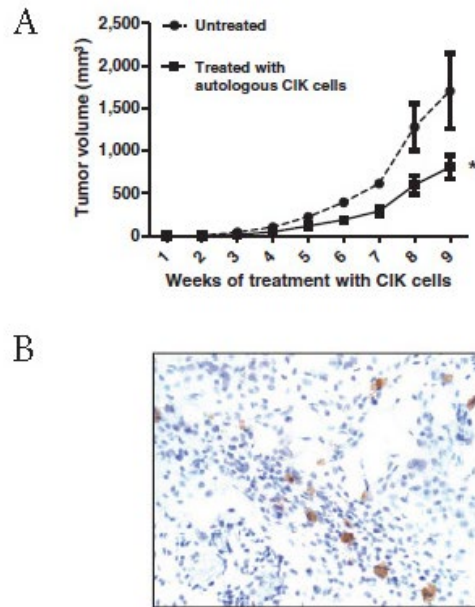 A
2,500
2,000
1,500
1,000
500
0
Tumor volume (mm³)
Untreated
Treated with
autologous CIK cells
*
1 2 3 4 5 6 7 8 9
Weeks of treatment with CIK cells
B